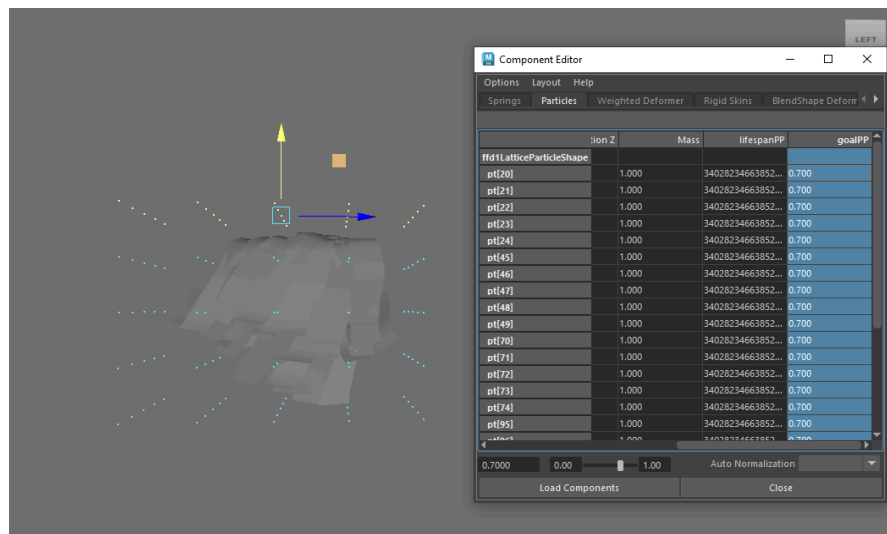 LEFT
Component Editor
Options Layout Help
Springs Particles Weighted Deformer Rigid Skins BlendShape Deform
:ion Z Mass lifespanPP goalPP
ffd1LatticeParticleShape
pt[20] 1.000 34028234663852... 0.700
pt[21] 1.000 34028234663852... 0.700
pt[22] 1.000 34028234663852... 0.700
pt[23] 1.000 34028234663852... 0.700
pt[24] 1.000 34028234663852... 0.700
pt[45] 1.000 34028234663852... 0.700
pt[46] 1.000 34028234663852... 0.700
pt[47] 1.000 34028234663852... 0.700
pt[48] 1.000 34028234663852... 0.700
pt[49] 1.000 34028234663852... 0.700
pt[70] 1.000 34028234663852... 0.700
pt[71] 1.000 34028234663852... 0.700
pt[72] 1.000 34028234663852... 0.700
pt[73] 1.000 34028234663852... 0.700
pt[74] 1.000 34028234663852... 0.700
pt[95] 1.000 34028234663852... 0.700
0.7000 0.00 1.00 Auto Normalization
Load Components Close